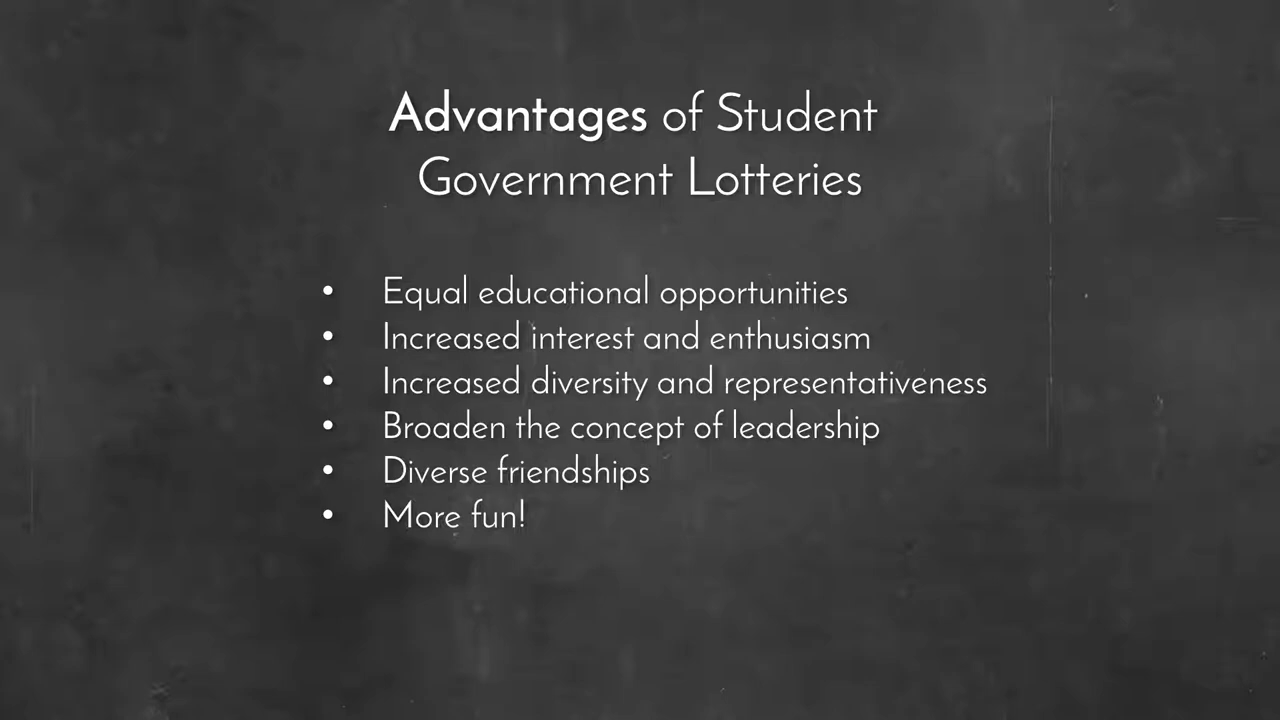 Advantages of Student
Government Lotteries
• Equal educational opportunities
• Increased interest and enthusiasm
• Increased diversity and representativeness
• Broaden the concept of leadership
• Diverse friendships
• More fun!